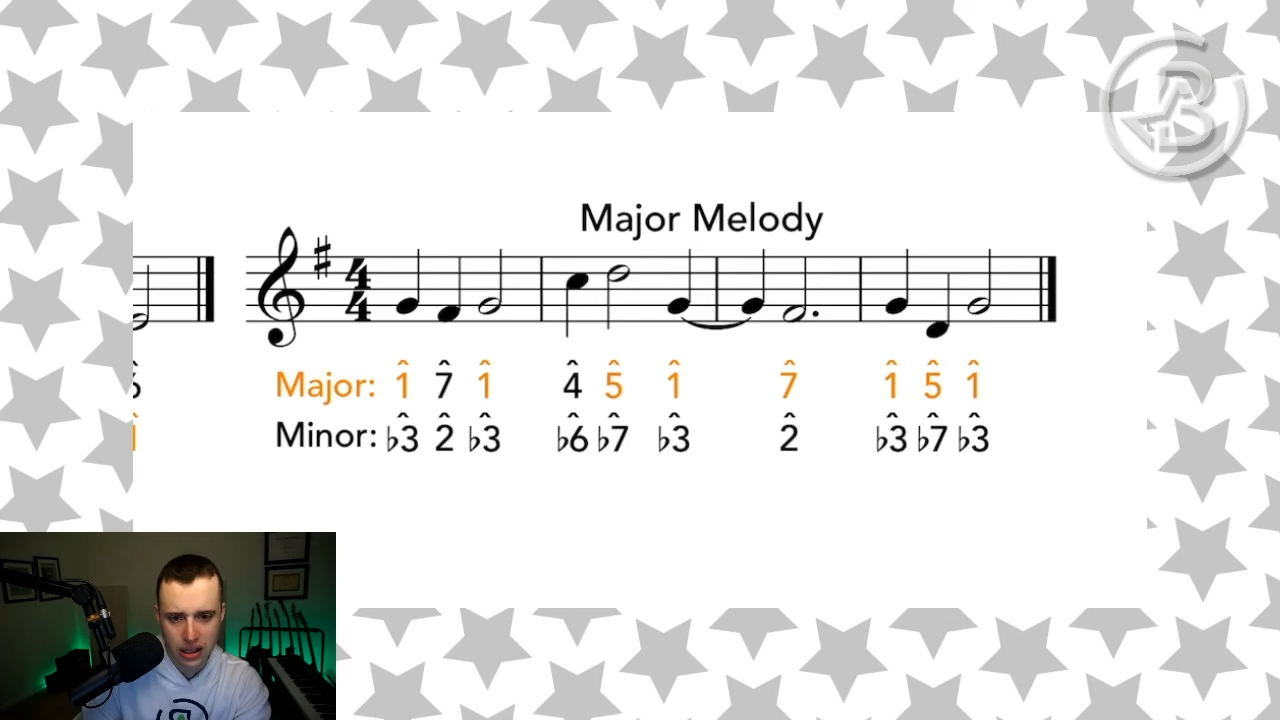 Major Melody
Major: 1̂ 7̂ 1̂ 4̂ 5̂ 1̂ 7̂ 1̂ 5̂ 1̂
Minor: ♭3̂ 2̂ ♭3̂ ♭6̂ ♭7̂ ♭3̂ 2̂ ♭3̂ ♭7̂ ♭3̂